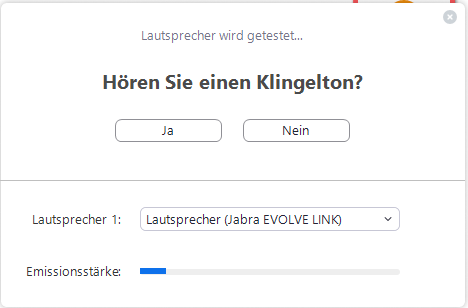 Lautsprecher wird getestet...
Hören Sie einen Klingelton?
Ja
Nein
Lautsprecher 1:
Lautsprecher (Jabra EVOLVE LINK)
Emissionsstärke: